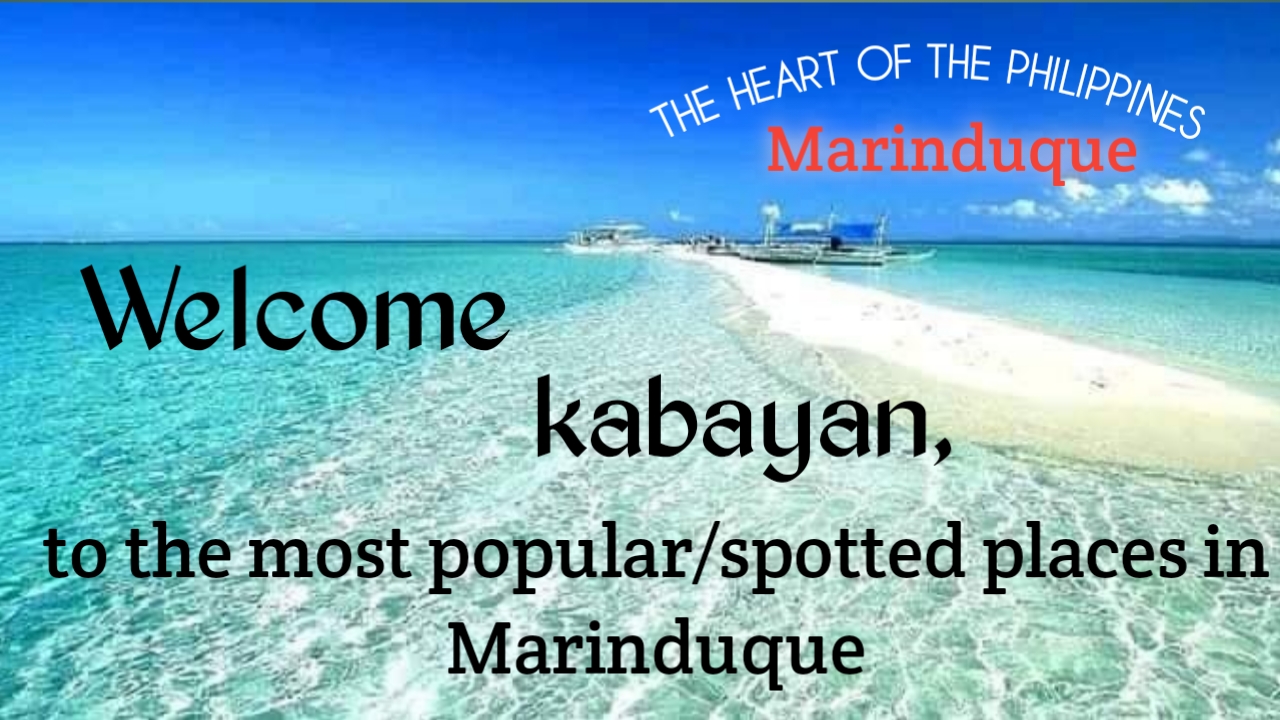 THE HEART OF THE PHILIPPINES
Marinduque
Welcome
kabayan,
to the most popular/spotted places in
Marinduque